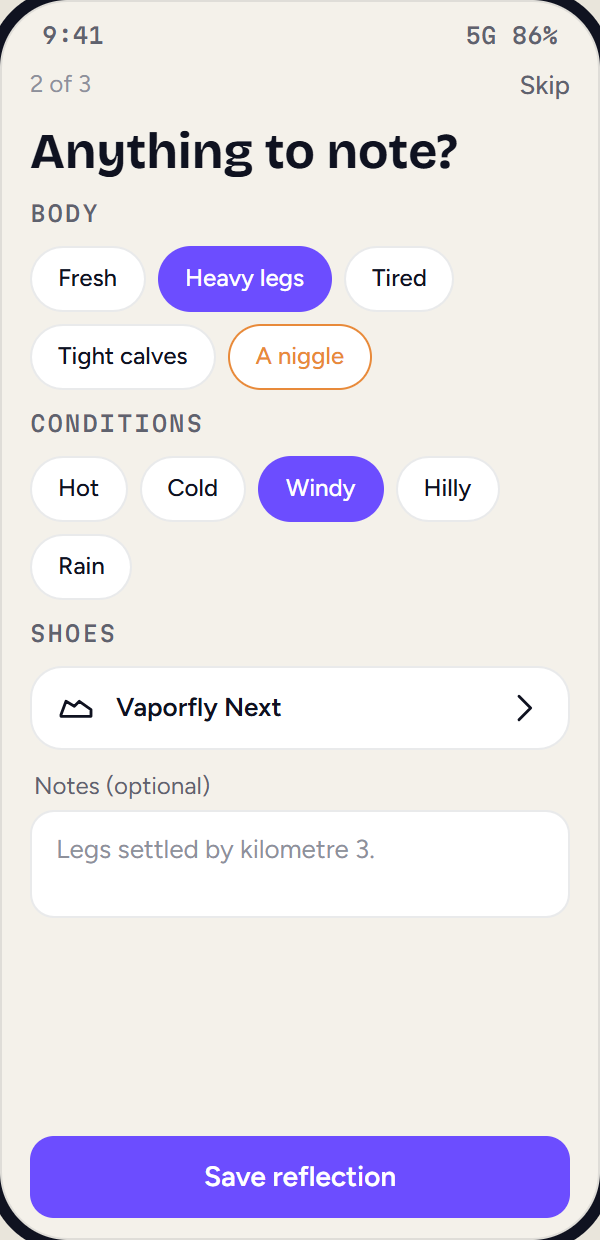 9:41 5G 86%
2 of 3 Skip
Anything to note?
BODY
Fresh Heavy legs Tired
Tight calves A niggle
CONDITIONS
Hot Cold Windy Hilly
Rain
SHOES
Vaporfly Next
Notes (optional)
Legs settled by kilometre 3.
Save reflection